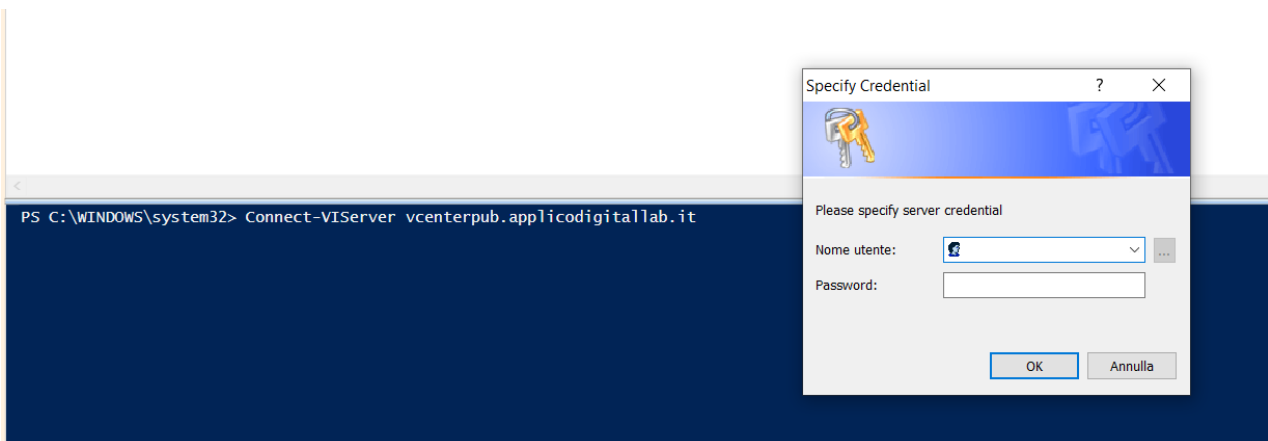 Specify Credential
?
PS C:\WINDOWS\system32> Connect-VIServer vcenterpub.applicodigitallab.it
Please specify server credential
Nome utente:
...
Password:
OK
Annulla